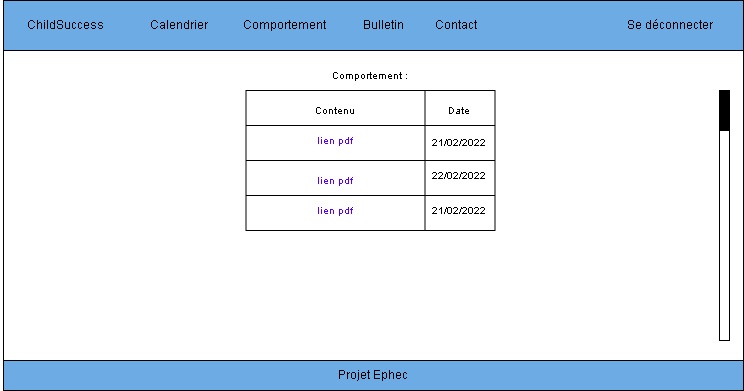 ChildSuccess Calendrier Comportement Bulletin Contact Se déconnecter
Comportement :
Contenu Date
lien pdf 21/02/2022
lien pdf 22/02/2022
lien pdf 21/02/2022
Projet Ephec